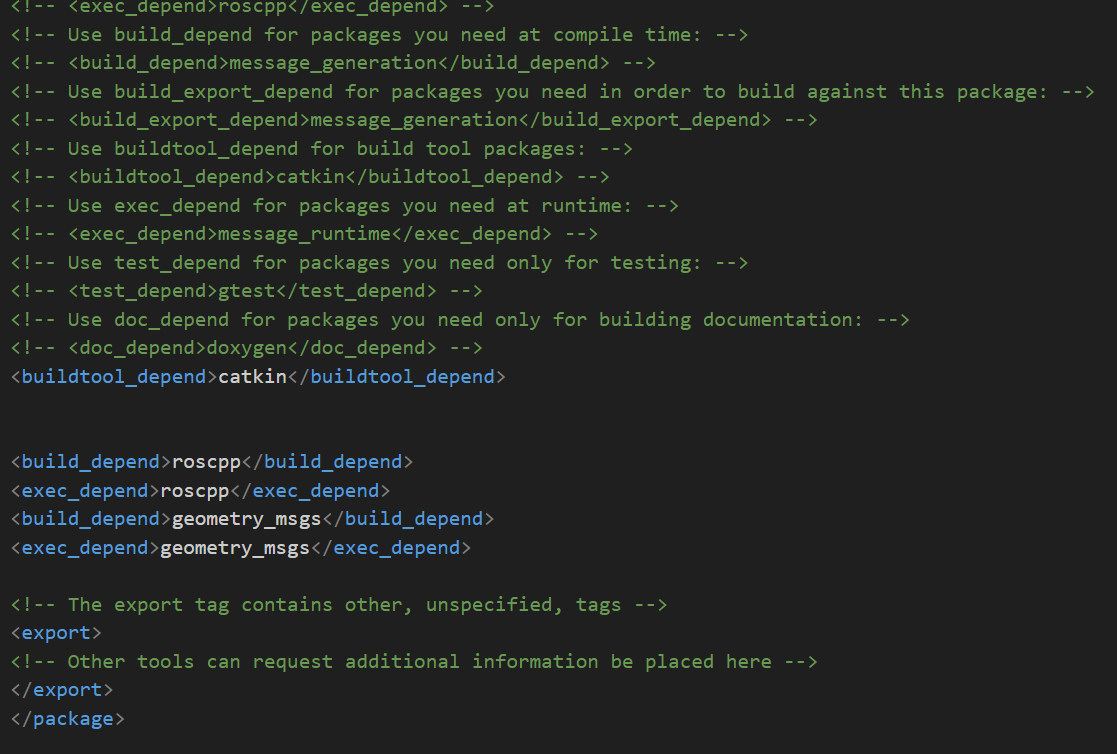 <!-- <exec_depend>roscpp</exec_depend> -->
<!-- Use build_depend for packages you need at compile time: -->
<!-- <build_depend>message_generation</build_depend> -->
<!-- Use build_export_depend for packages you need in order to build against this package: -->
<!-- <build_export_depend>message_generation</build_export_depend> -->
<!-- Use buildtool_depend for build tool packages: -->
<!-- <buildtool_depend>catkin</buildtool_depend> -->
<!-- Use exec_depend for packages you need at runtime: -->
<!-- <exec_depend>message_runtime</exec_depend> -->
<!-- Use test_depend for packages you need only for testing: -->
<!-- <test_depend>gtest</test_depend> -->
<!-- Use doc_depend for packages you need only for building documentation: -->
<!-- <doc_depend>doxygen</doc_depend> -->
<buildtool_depend>catkin</buildtool_depend>
<build_depend>roscpp</build_depend>
<exec_depend>roscpp</exec_depend>
<build_depend>geometry_msgs</build_depend>
<exec_depend>geometry_msgs</exec_depend>
<!-- The export tag contains other, unspecified, tags -->
<export>
<!-- Other tools can request additional information be placed here -->
</export>
</package>